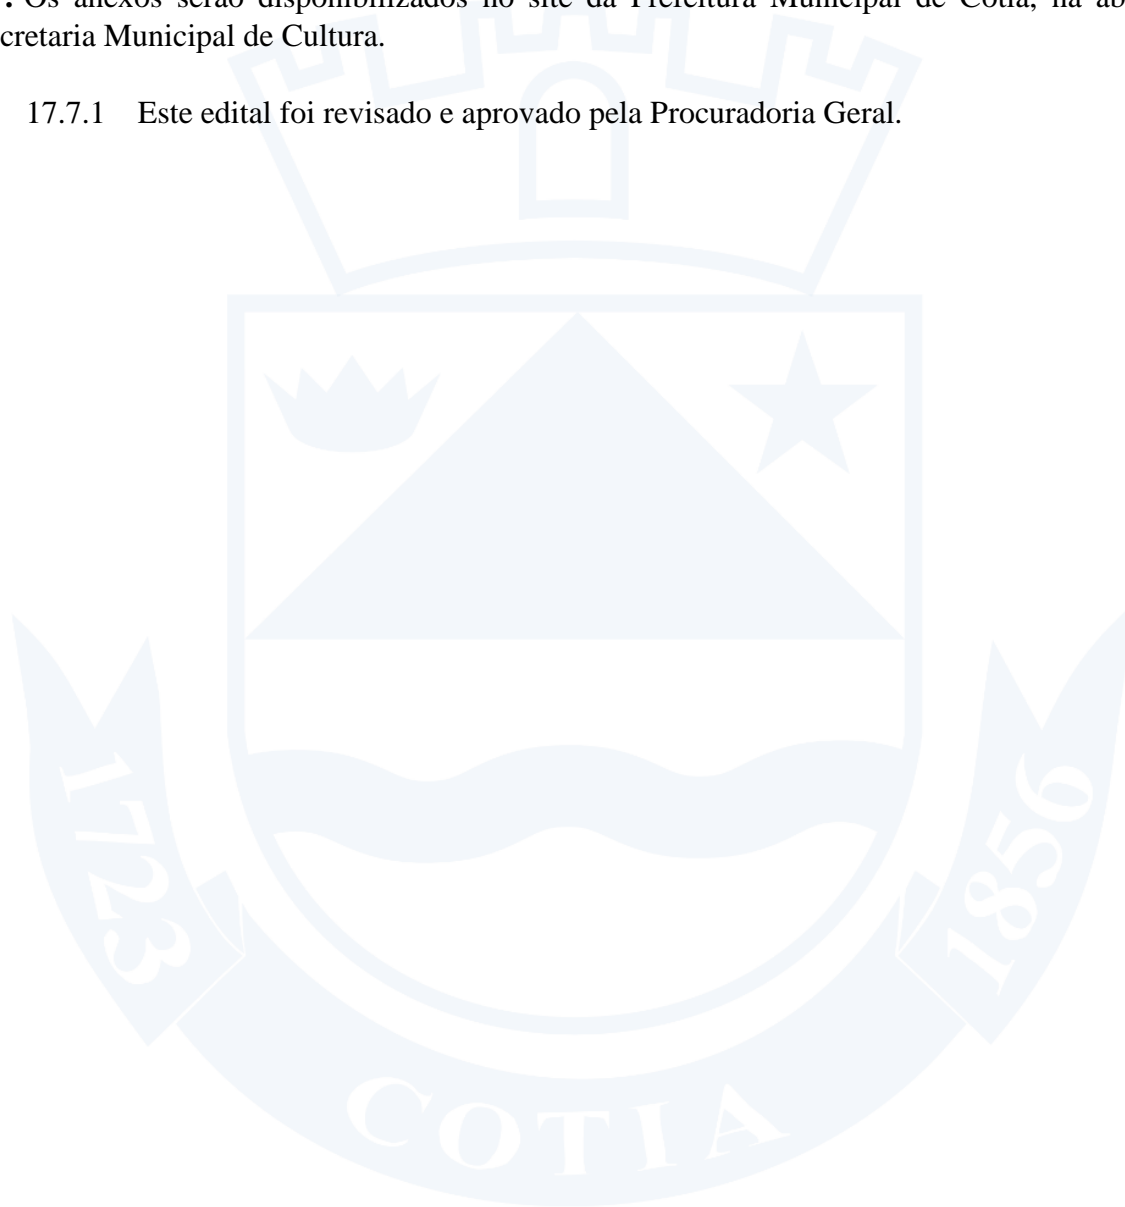 . Os anexos serão disponibilizados no site da Prefeitura Municipal de Cotia, na ab
cretaria Municipal de Cultura.
17.7.1 Este edital foi revisado e aprovado pela Procuradoria Geral.
1723
1856
COTIA